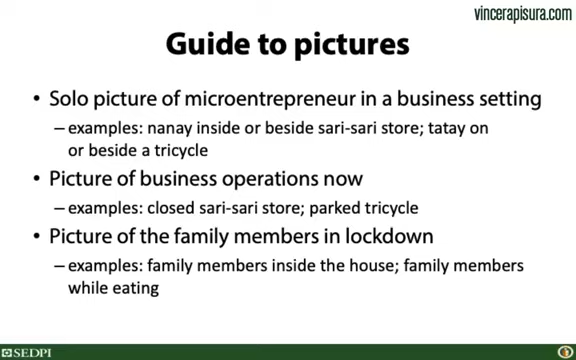 vincerapisura.com
Guide to pictures
• Solo picture of microentrepreneur in a business setting
– examples: nanay inside or beside sari-sari store; tatay on
or beside a tricycle
• Picture of business operations now
– examples: closed sari-sari store; parked tricycle
• Picture of the family members in lockdown
– examples: family members inside the house; family members
while eating
SEDPI